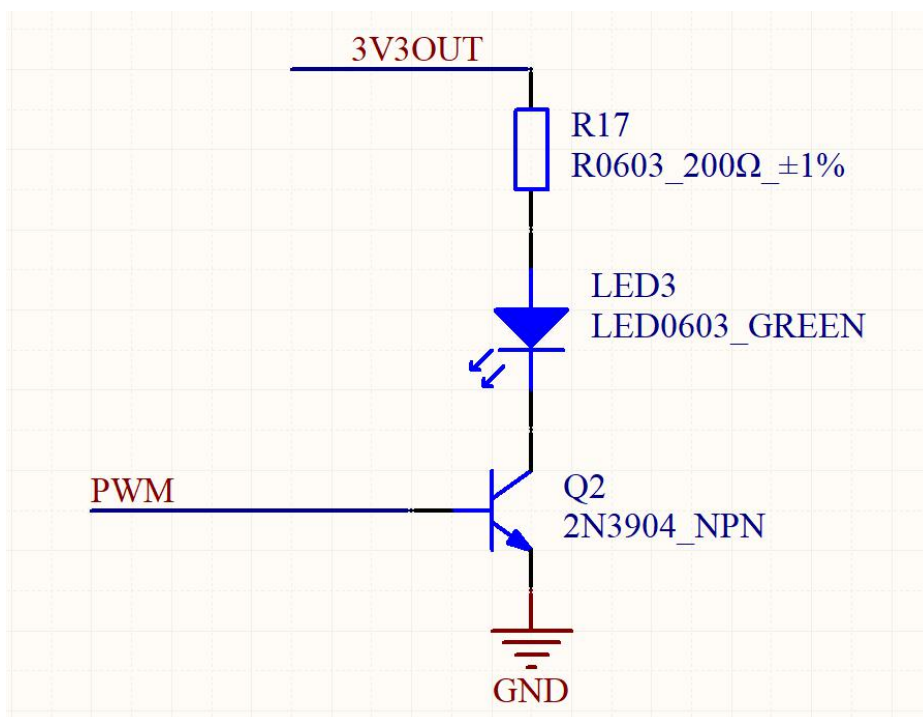 3V3OUT
R17
R0603_200Ω_±1%
LED3
LED0603_GREEN
PWM
Q2
2N3904_NPN
GND